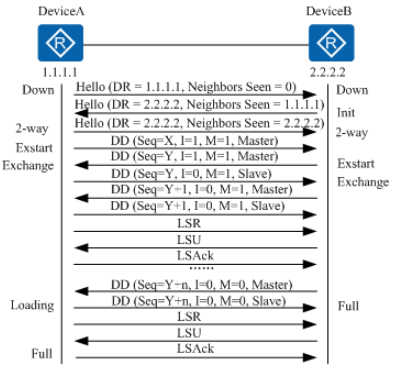 DeviceA DeviceB
R R
1.1.1.1 2.2.2.2
Down Hello (DR = 1.1.1.1, Neighbors Seen = 0) Down
Hello (DR = 2.2.2.2, Neighbors Seen = 1.1.1.1) Init
2-way Hello (DR = 2.2.2.2, Neighbors Seen = 2.2.2.2) 2-way
Exstart DD (Seq=X, I=1, M=1, Master)
Exchange DD (Seq=Y, I=1, M=1, Master) Exstart
DD (Seq=Y, I=0, M=1, Slave) Exchange
DD (Seq=Y+1, I=0, M=1, Master)
DD (Seq=Y+1, I=0, M=1, Slave)
LSR
LSU
LSAck
......
DD (Seq=Y+n, I=0, M=0, Master)
Loading DD (Seq=Y+n, I=0, M=0, Slave) Full
LSR
LSU
Full LSAck